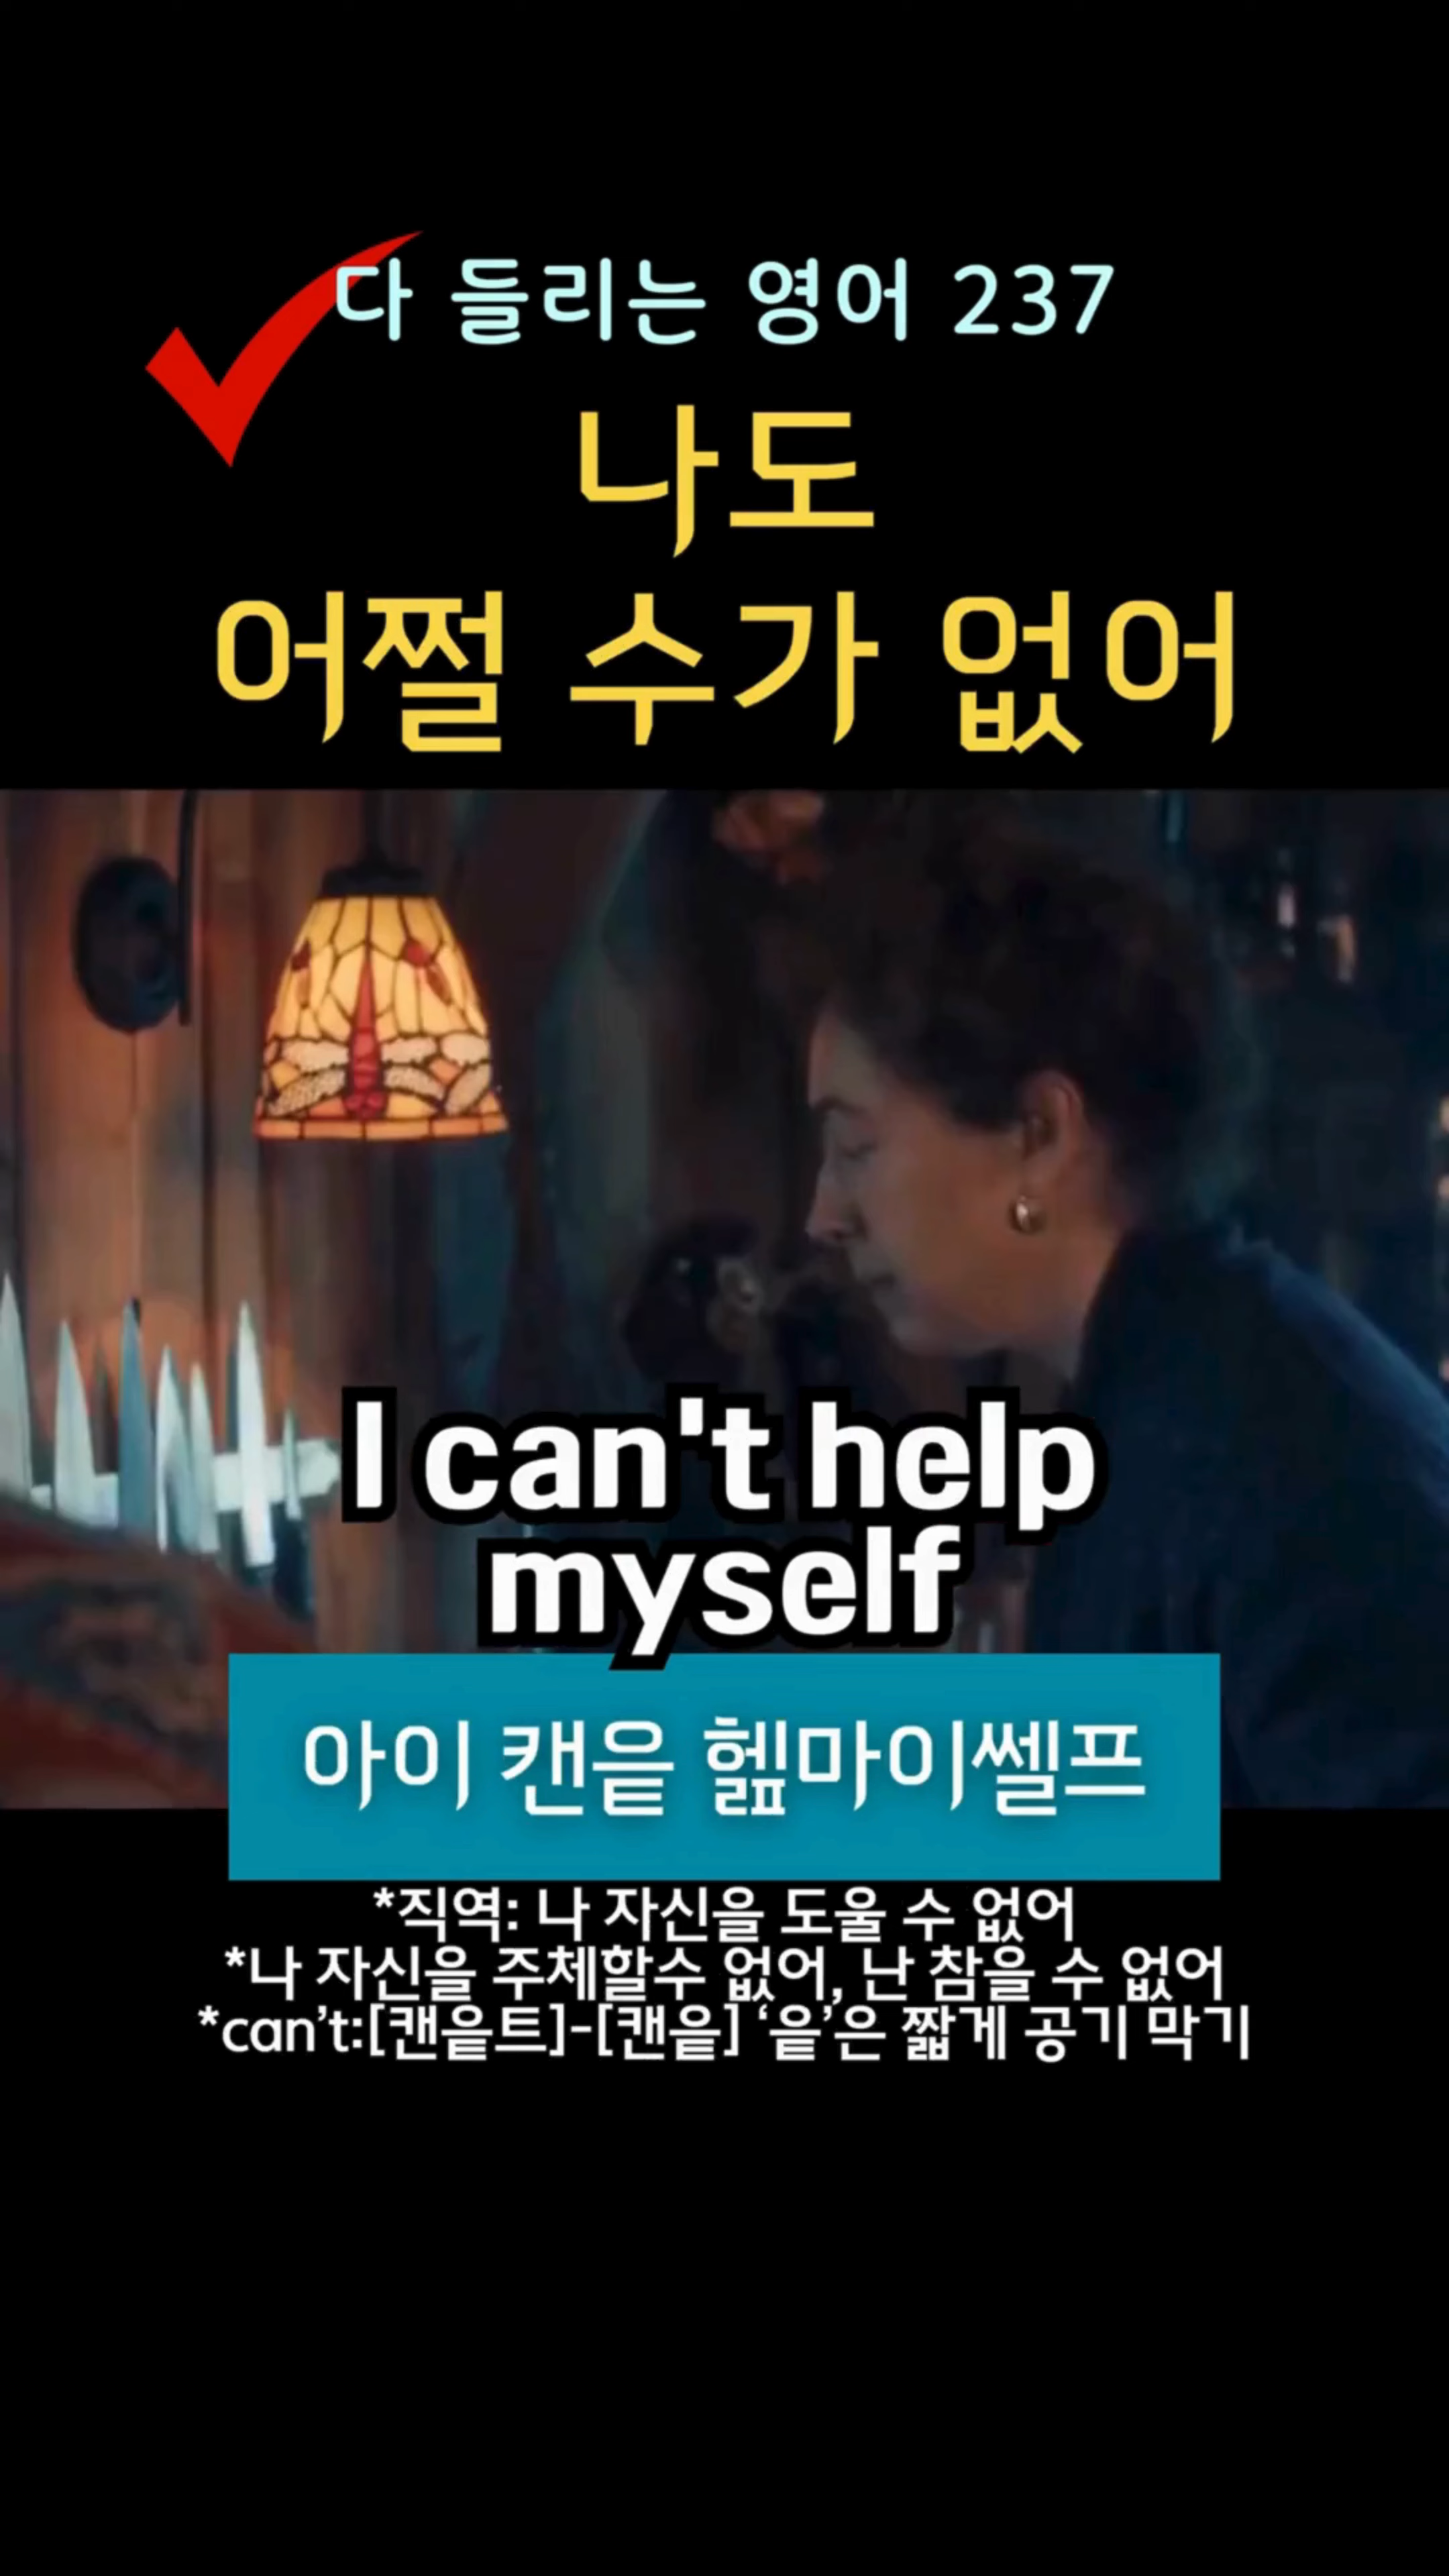 다 들리는 영어 237
나도
어쩔 수가 없어
I can't help
myself
아이 캔읕 헲마이쎌프
*직역: 나 자신을 도울 수 없어
*나 자신을 주체할수 없어, 난 참을 수 없어
*can’t:[캔읕트]-[캔읕] ‘읕’은 짧게 공기 막기